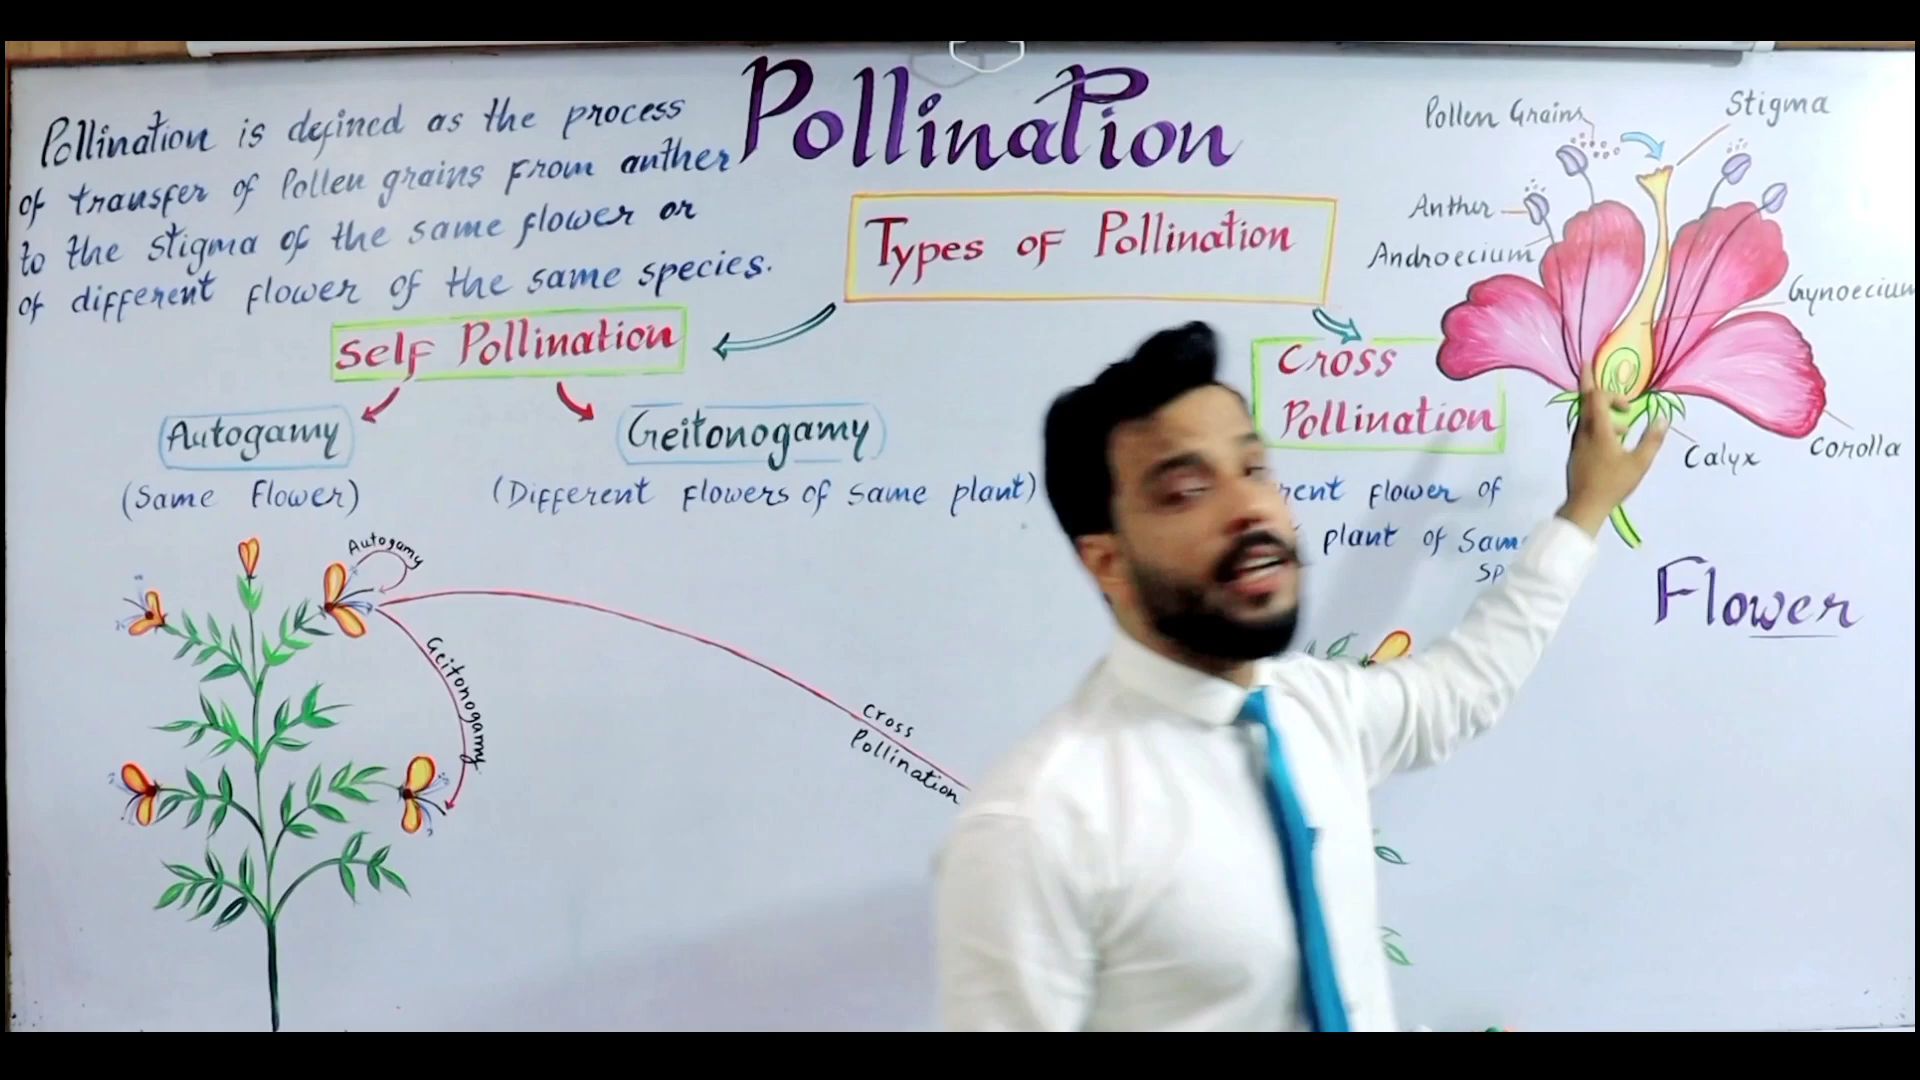 Pollination
Pollination is defined as the process
of transfer of Pollen grains from anther
to the stigma of the same flower or
of different flower of the same species.
Types of Pollination
Self Pollination
Autogamy
(Same Flower)
Geitonogamy
(Different flowers of same plant)
Cross
Pollination
flower of
plant of Same
Autogamy
Geitonogamy
Cross
Pollination
Pollen Grains
Stigma
Anther
Androecium
Gynoecium
Calyx
Corolla
Flower